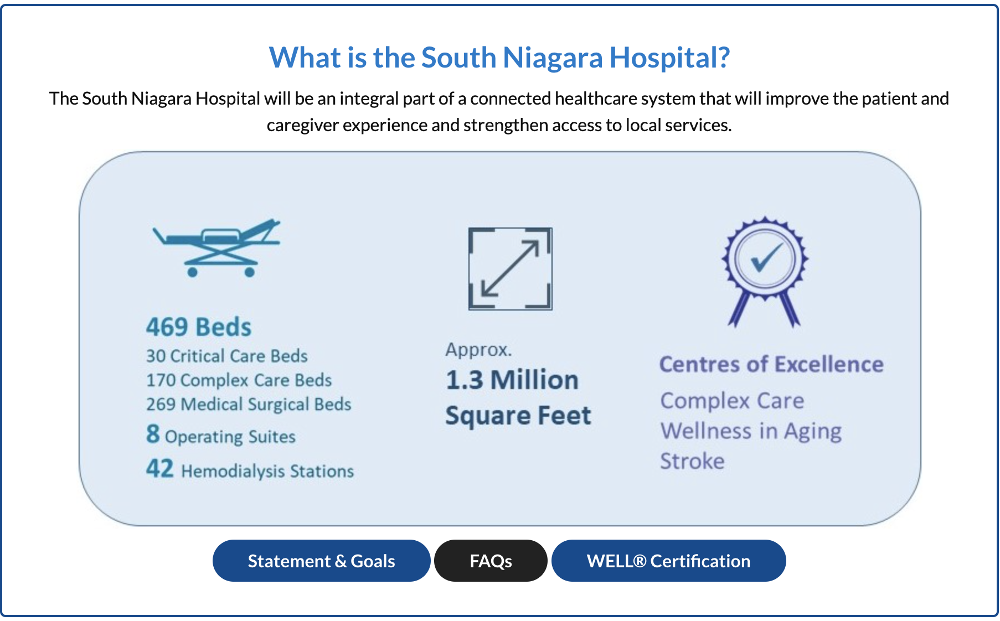 What is the South Niagara Hospital?
The South Niagara Hospital will be an integral part of a connected healthcare system that will improve the patient and
caregiver experience and strengthen access to local services.
469 Beds
30 Critical Care Beds
170 Complex Care Beds
269 Medical Surgical Beds
8 Operating Suites
42 Hemodialysis Stations
Approx.
1.3 Million
Square Feet
Centres of Excellence
Complex Care
Wellness in Aging
Stroke
Statement & Goals
FAQs
WELL® Certification